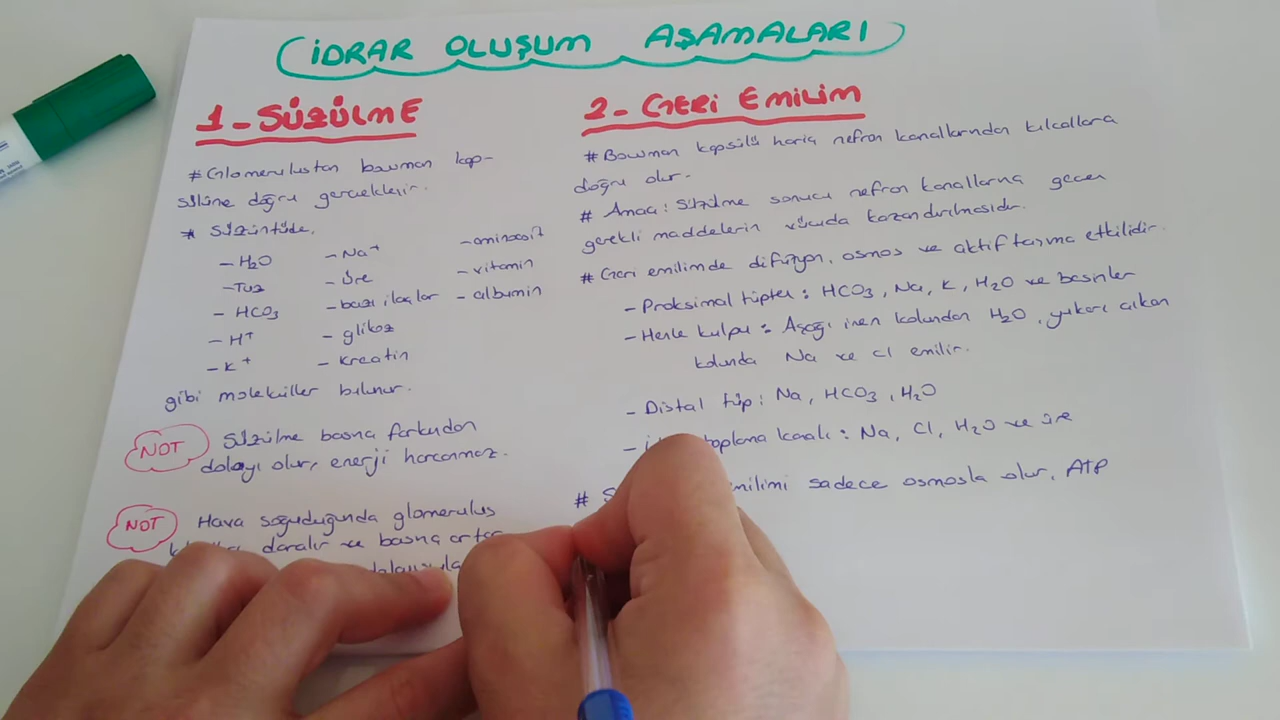 İDRAR OLUŞUM AŞAMALARI
1-SÜZÜLME
# Glomerulustan bowman kap-
sülüne doğru gerçekleşir.
* Süzüntüde,
- H₂O
- Tuz
- HCO₃
- H⁺
- K⁺
- Na⁺
- Üre
- bazı ilaçlar
- glikoz
- kreatin
- aminoasit
- vitamin
- albumin
gibi moleküller bulunur.
NOT Süzülme basınç farkından
dolayı olur, enerji harcanmaz.
NOT Hava soğuduğunda glomerulus
daralır ve basınç artar
2-GERİ EMİLİM
# Bowman kapsülü hariç nefron kanallarından kılcallara
doğru olur.
# Amacı: Süzülme sonucu nefron kanallarına geçen
gerekli maddelerin vücuda kazandırılmasıdır.
# Geri emilimde difüzyon, osmos ve aktif taşıma etkilidir.
- Proksimal tüpter: HCO₃, Na, K, H₂O ve besinler
- Henle kulpu: Aşağı inen koldan H₂O, yukarı çıkan
kolunda Na ve Cl emilir.
- Distal tüp: Na, HCO₃, H₂O
- toplama kanalı: Na, Cl, H₂O ve üre
# S emilimi sadece osmosla olur, ATP